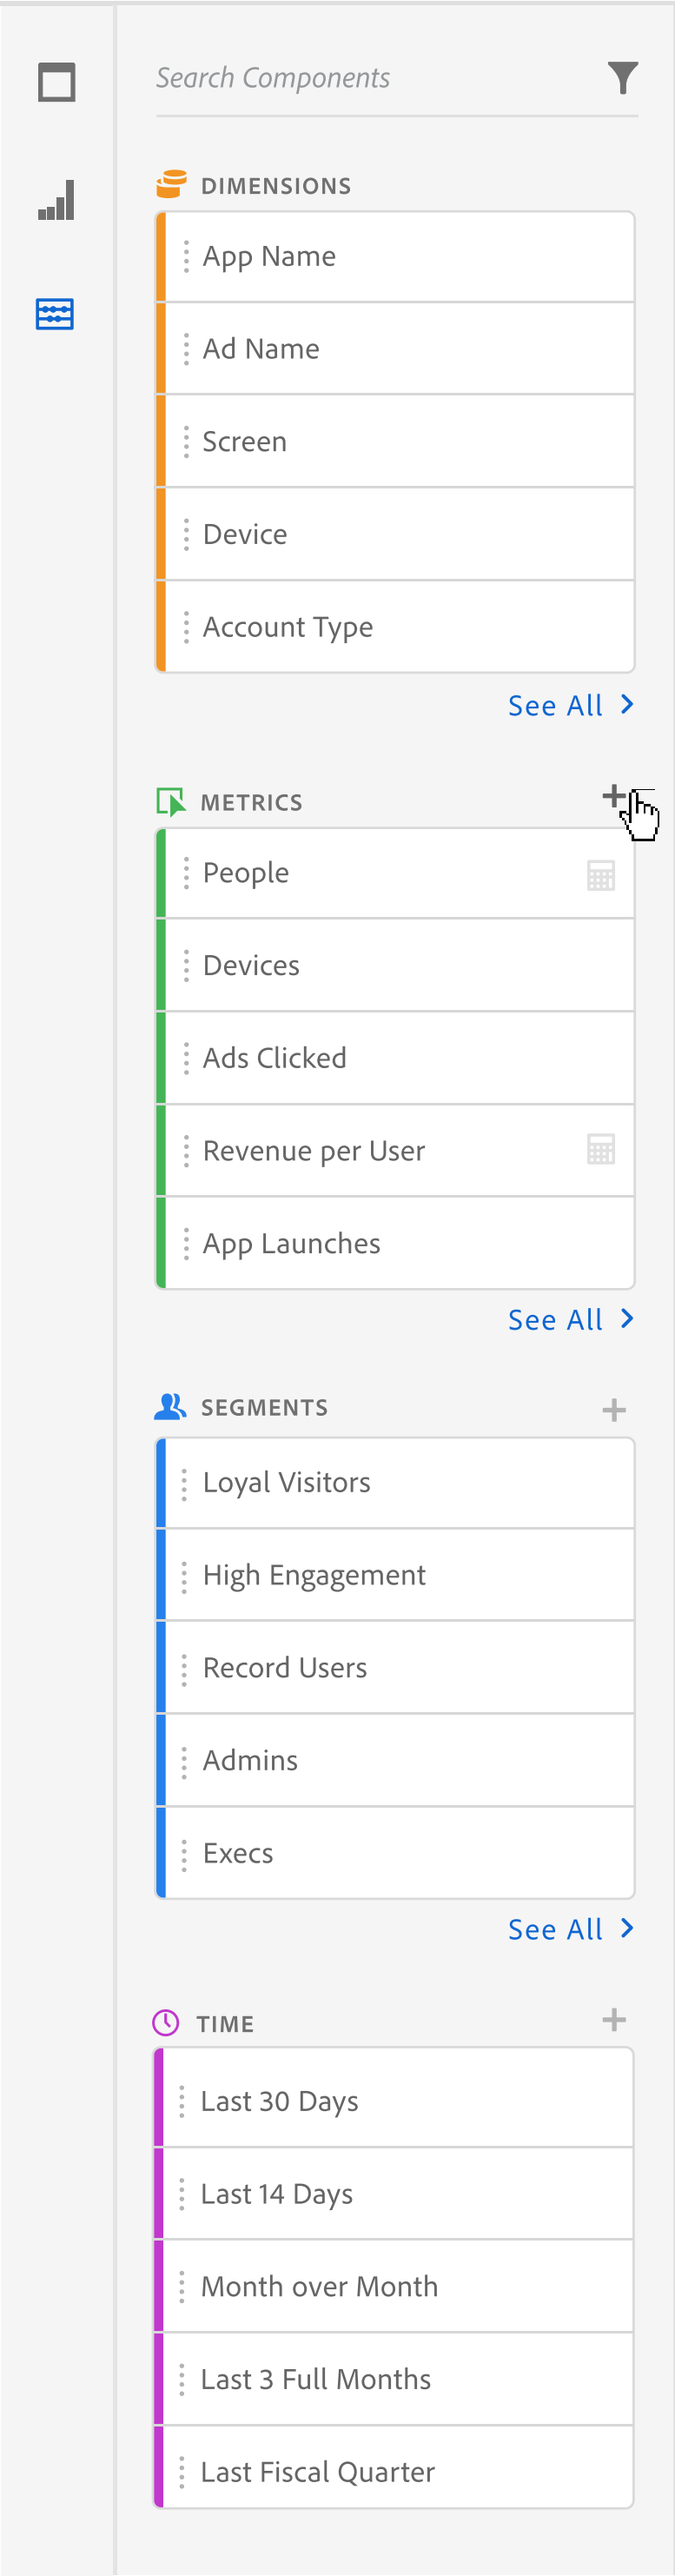 Search Components
DIMENSIONS
App Name
Ad Name
Screen
Device
Account Type
See All
METRICS
People
Devices
Ads Clicked
Revenue per User
App Launches
See All
SEGMENTS
Loyal Visitors
High Engagement
Record Users
Admins
Execs
See All
TIME
Last 30 Days
Last 14 Days
Month over Month
Last 3 Full Months
Last Fiscal Quarter